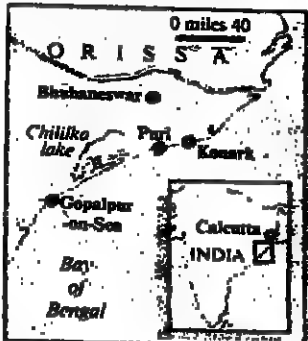 0 miles 40
ORISSA
Bhubaneswar
Chilika
lake
Puri
Konark
Gopalpur
-on-Sea
Calcutta
INDIA
Bay
of
Bengal